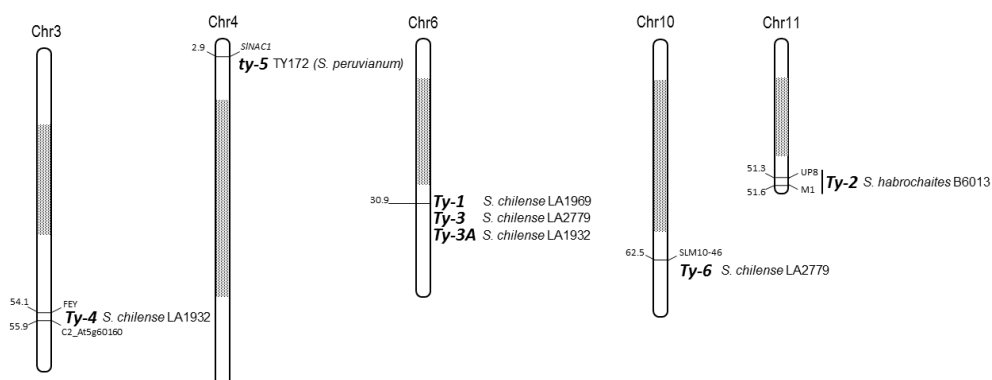 Chr3
54.1
FEY
Ty-4 S. chilense LA1932
55.9
C2_At5g60160
Chr4
2.9
SlNAC1
ty-5 TY172 (S. peruvianum)
Chr6
30.9
Ty-1 S. chilense LA1969
Ty-3 S. chilense LA2779
Ty-3A S. chilense LA1932
Chr10
62.5
SLM10-46
Ty-6 S. chilense LA2779
Chr11
51.3
UP8
Ty-2 S. habrochaites B6013
51.6
M1